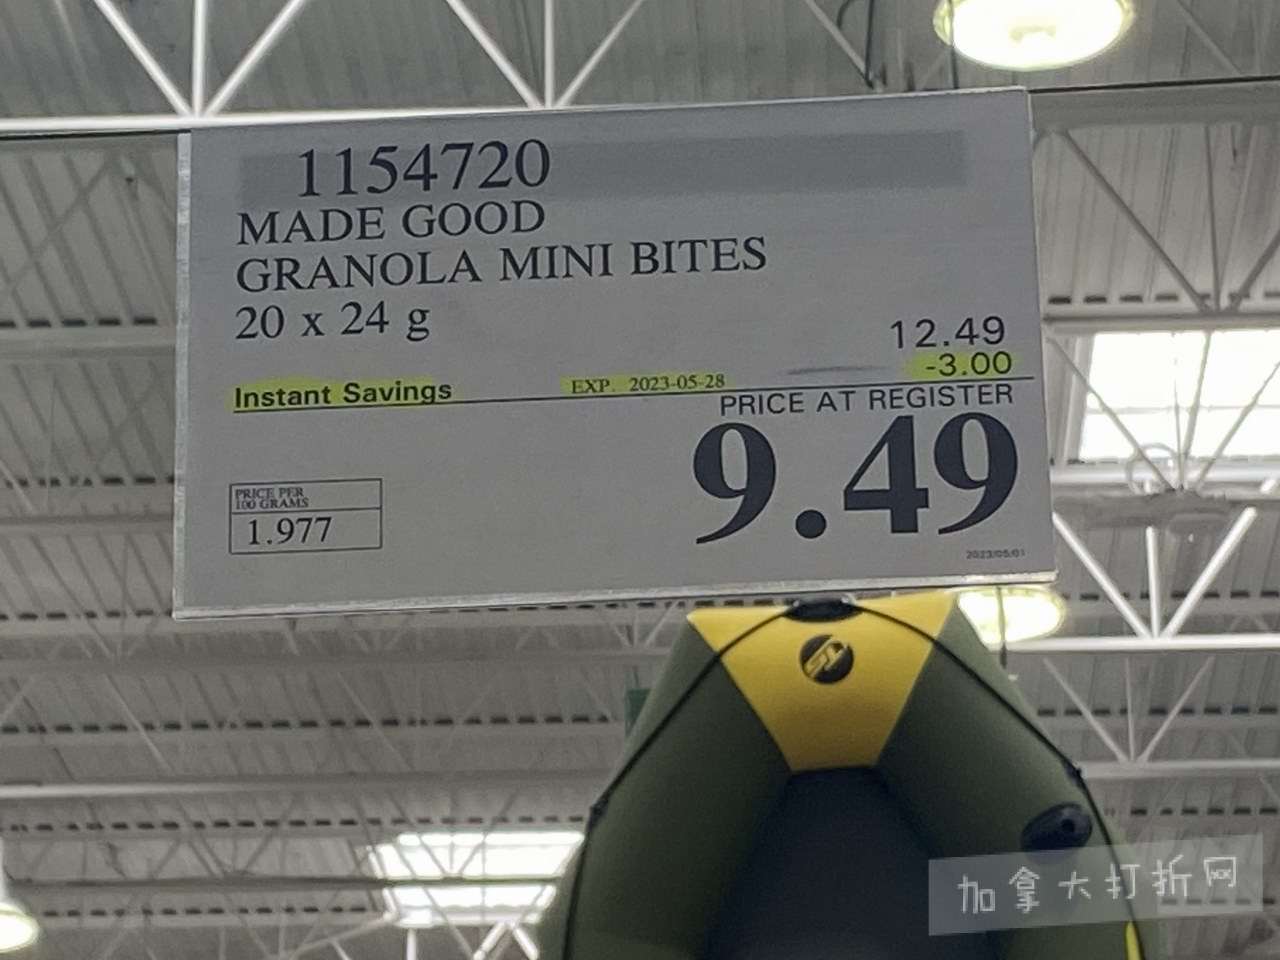 1154720
MADE GOOD
GRANOLA MINI BITES
20 x 24 g
12.49
-3.00
Instant Savings
EXP. 2023-05-28
PRICE AT REGISTER
9.49
PRICE PER
100 GRAMS
1.977
2023/05/01
加拿大打折网